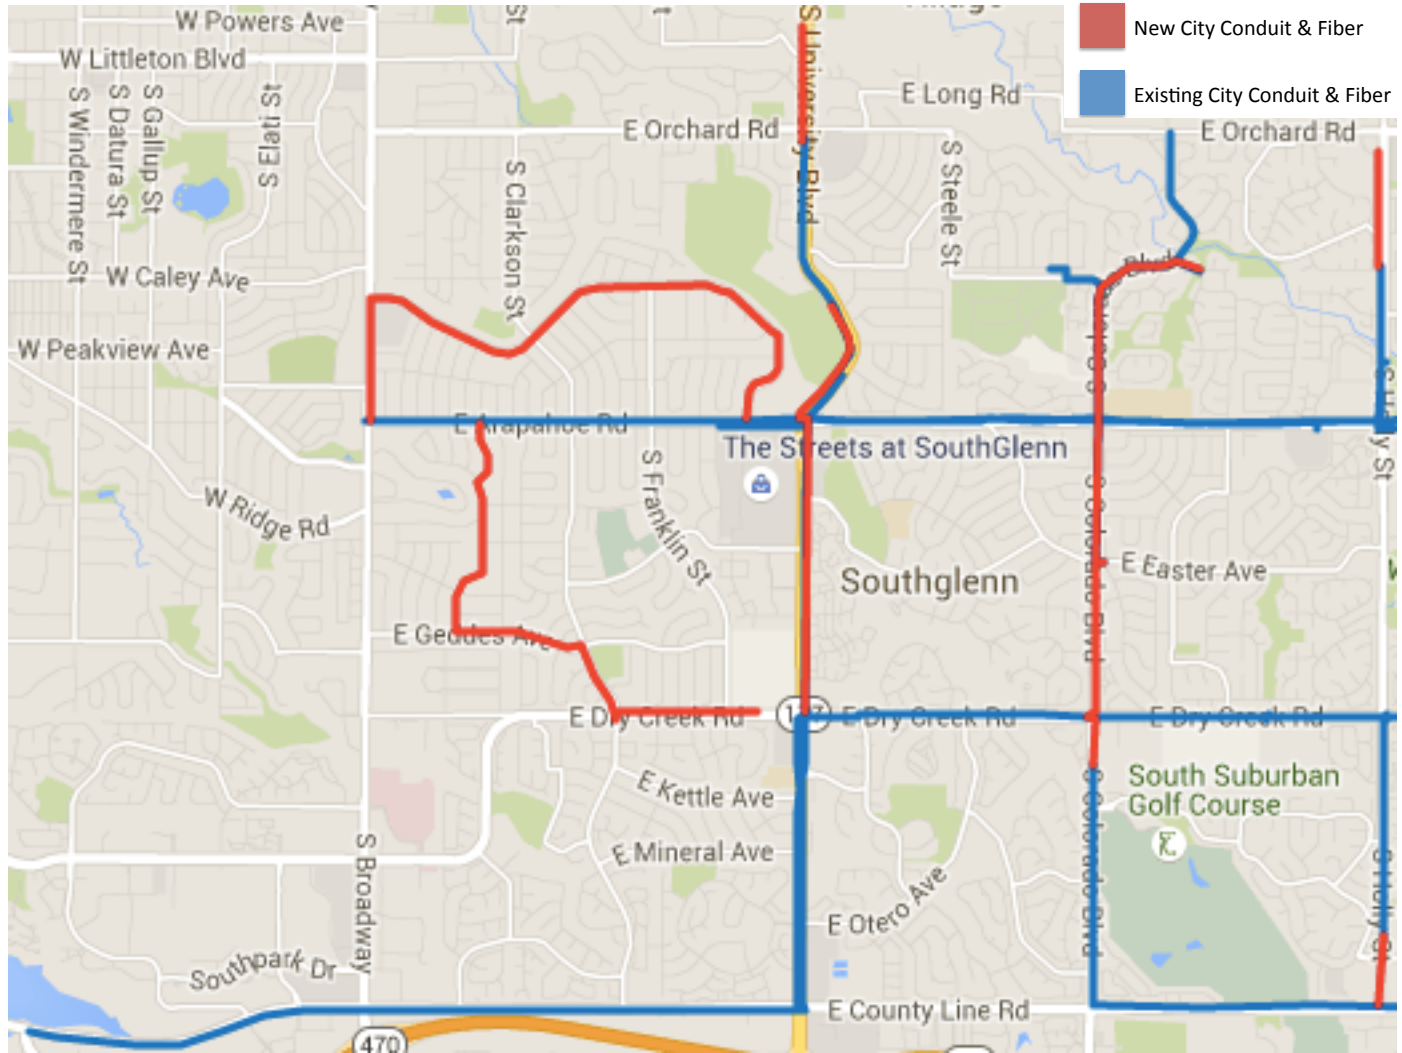 New City Conduit & Fiber
Existing City Conduit & Fiber
W Powers Ave
W Littleton Blvd
S Windermere St
S Datura St
S Gallup St
S Elati St
St
S University Blvd
E Long Rd
E Orchard Rd
E Orchard Rd
S Clarkson St
S Steele St
W Caley Ave
Blvd
W Peakview Ave
E Arapahoe Rd
The Streets at SouthGlenn
W Ridge Rd
S Franklin St
S Colorado Blvd
E Easter Ave
Southglenn
E Geddes Ave
E Dry Creek Rd
E Dry Creek Rd
E Dry Creek Rd
E Kettle Ave
South Suburban
Golf Course
E Mineral Ave
S Broadway
S Colorado Blvd
S Holly St
E Otero Ave
Southpark Dr
E County Line Rd
470